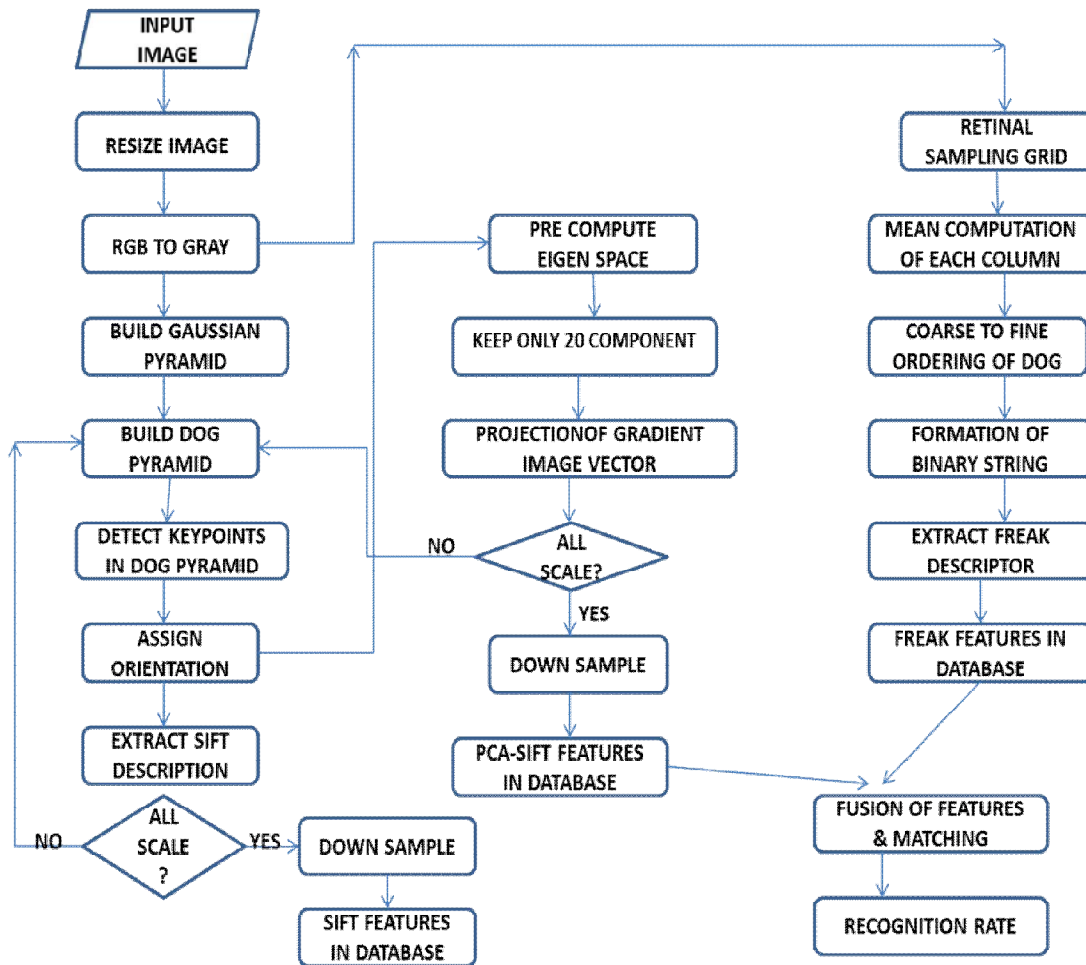 INPUT
IMAGE
RESIZE IMAGE
RGB TO GRAY
BUILD GAUSSIAN
PYRAMID
BUILD DOG
PYRAMID
DETECT KEYPOINTS
IN DOG PYRAMID
ASSIGN
ORIENTATION
EXTRACT SIFT
DESCRIPTION
ALL
SCALE
?
NO
YES
DOWN SAMPLE
SIFT FEATURES
IN DATABASE
PRE COMPUTE
EIGEN SPACE
KEEP ONLY 20 COMPONENT
PROJECTIONOF GRADIENT
IMAGE VECTOR
ALL
SCALE?
NO
YES
DOWN SAMPLE
PCA-SIFT FEATURES
IN DATABASE
RETINAL
SAMPLING GRID
MEAN COMPUTATION
OF EACH COLUMN
COARSE TO FINE
ORDERING OF DOG
FORMATION OF
BINARY STRING
EXTRACT FREAK
DESCRIPTOR
FREAK FEATURES IN
DATABASE
FUSION OF FEATURES
& MATCHING
RECOGNITION RATE